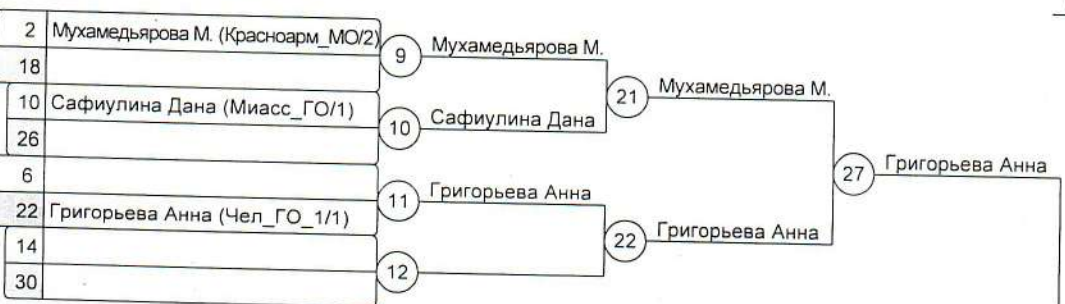 2 Мухамедьярова М. (Красноарм_МО/2)
9 Мухамедьярова М.
18
21 Мухамедьярова М.
10 Сафиулина Дана (Миасс_ГО/1)
10 Сафиулина Дана
26
27 Григорьева Анна
6
11 Григорьева Анна
22 Григорьева Анна (Чел_ГО_1/1)
22 Григорьева Анна
14
12
30